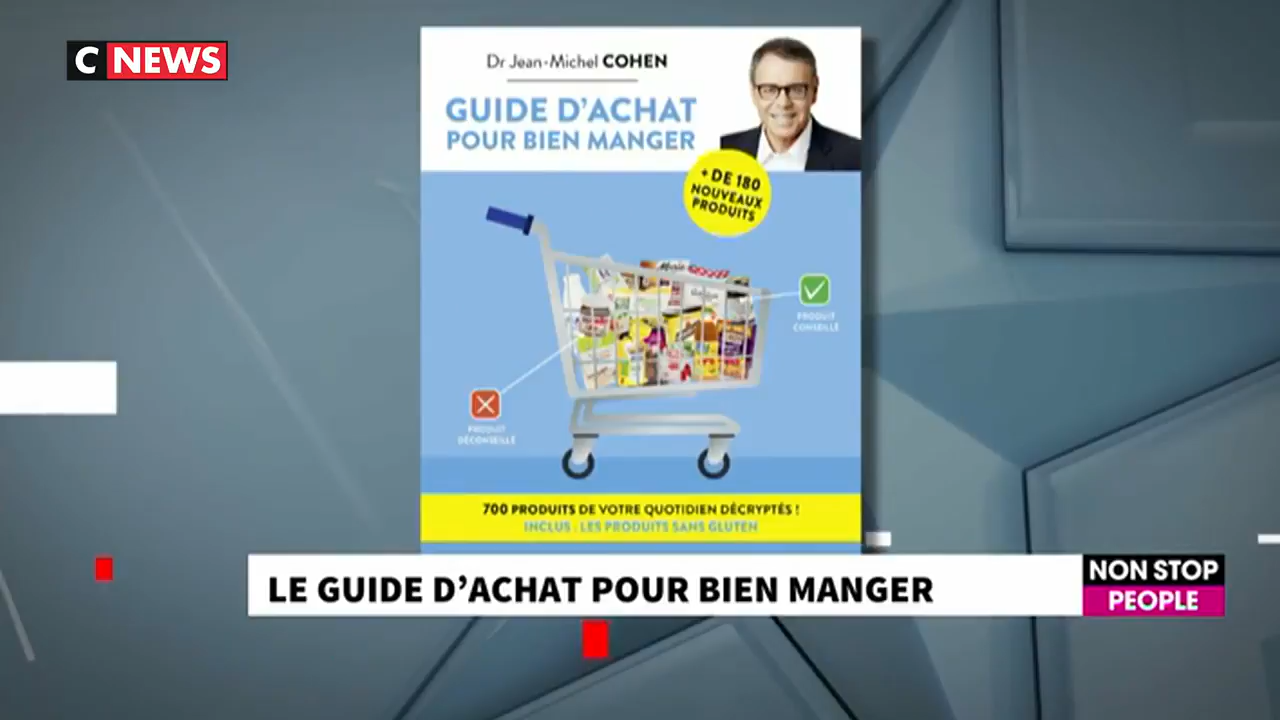 C NEWS
Dr Jean-Michel COHEN
GUIDE D'ACHAT
POUR BIEN MANGER
+ DE 180
NOUVEAUX
PRODUITS
PRODUIT
CONSEILLÉ
PRODUIT
DÉCONSEILLÉ
700 PRODUITS DE VOTRE QUOTIDIEN DÉCRYPTÉS !
INCLUS : LES PRODUITS SANS GLUTEN
LE GUIDE D'ACHAT POUR BIEN MANGER
NON STOP
PEOPLE